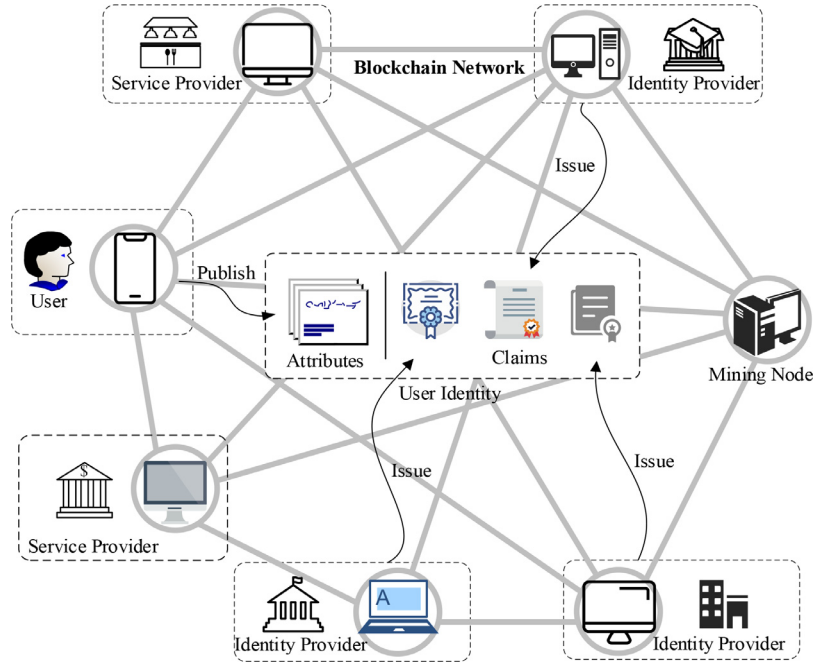 Service Provider
Blockchain Network
Identity Provider
Issue
User
Publish
Attributes
Claims
User Identity
Mining Node
$
Service Provider
Issue
Issue
A
Identity Provider
Identity Provider